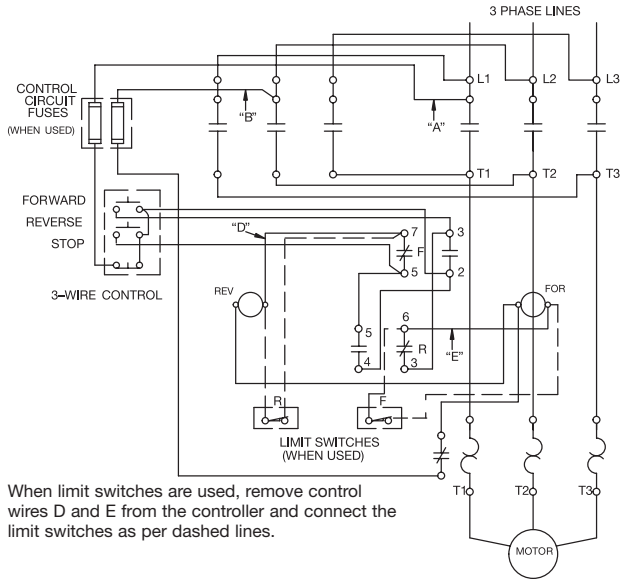 3 PHASE LINES
L1
L2
L3
CONTROL
CIRCUIT
FUSES
(WHEN USED)
"B"
"A"
T1
T2
T3
FORWARD
REVERSE
STOP
3–WIRE CONTROL
"D"
7
F
5
3
2
REV
FOR
5
4
6
R
3
"E"
R
F
LIMIT SWITCHES
(WHEN USED)
When limit switches are used, remove control
wires D and E from the controller and connect the
limit switches as per dashed lines.
T1
T2
T3
MOTOR